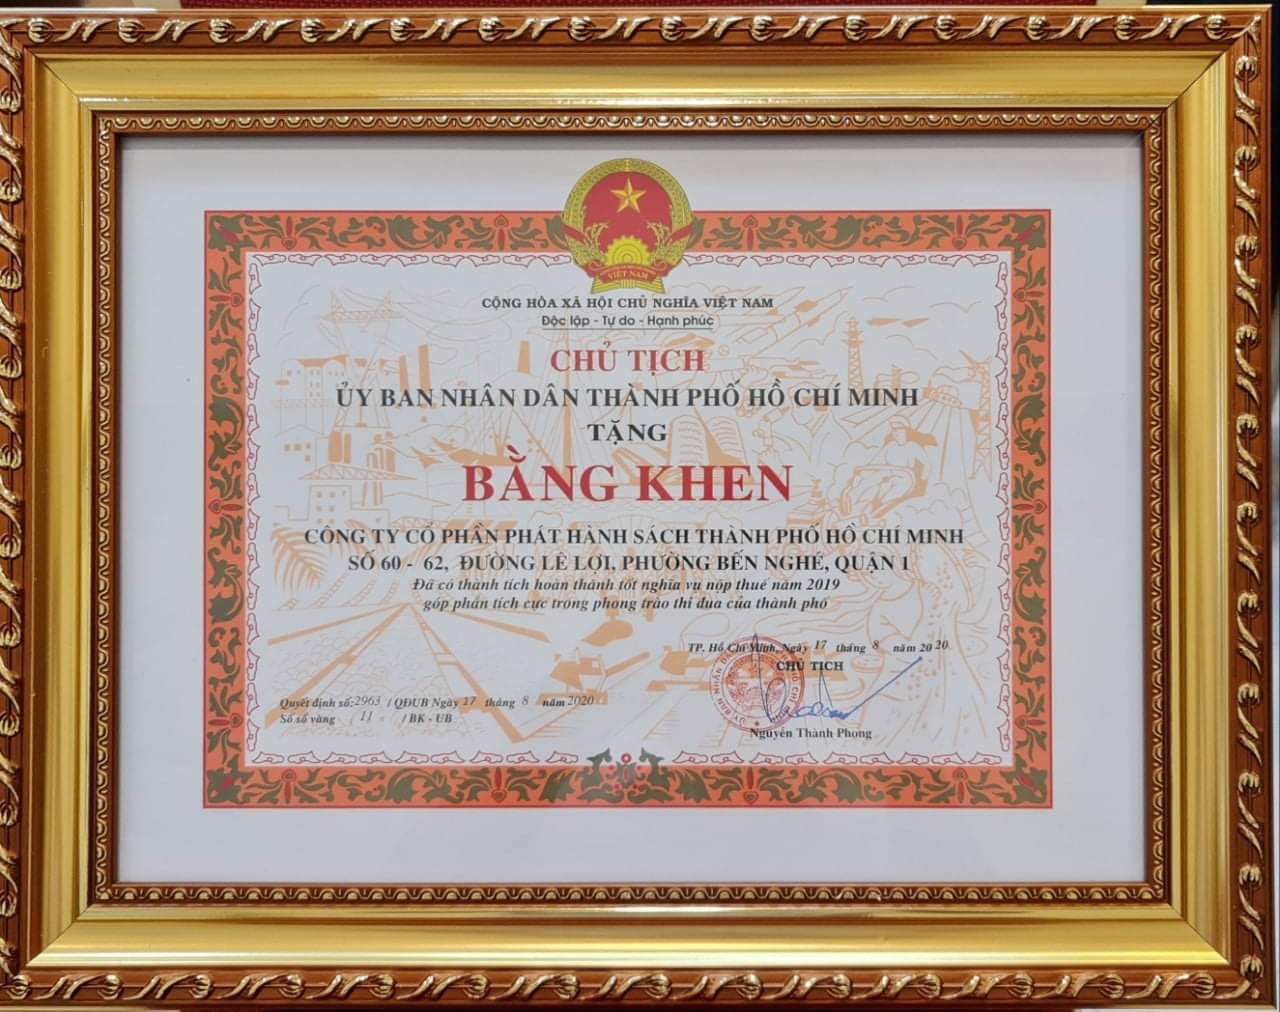 VIỆT NAM
CỘNG HÒA XÃ HỘI CHỦ NGHĨA VIỆT NAM
Độc lập - Tự do - Hạnh phúc
CHỦ TỊCH
ỦY BAN NHÂN DÂN THÀNH PHỐ HỒ CHÍ MINH
TẶNG
BẰNG KHEN
CÔNG TY CỔ PHẦN PHÁT HÀNH SÁCH THÀNH PHỐ HỒ CHÍ MINH
SỐ 60 - 62, ĐƯỜNG LÊ LỢI, PHƯỜNG BẾN NGHÉ, QUẬN 1
Đã có thành tích hoàn thành tốt nghĩa vụ nộp thuế năm 2019
góp phần tích cực trong phong trào thi đua của thành phố
TP. Hồ Chí Minh, Ngày 17 tháng 8 năm 2020
CHỦ TỊCH
Quyết định số: 2963 / QĐUB Ngày 17 tháng 8 năm 2020
Số sổ vàng 11 / BK - UB
Nguyễn Thành Phong